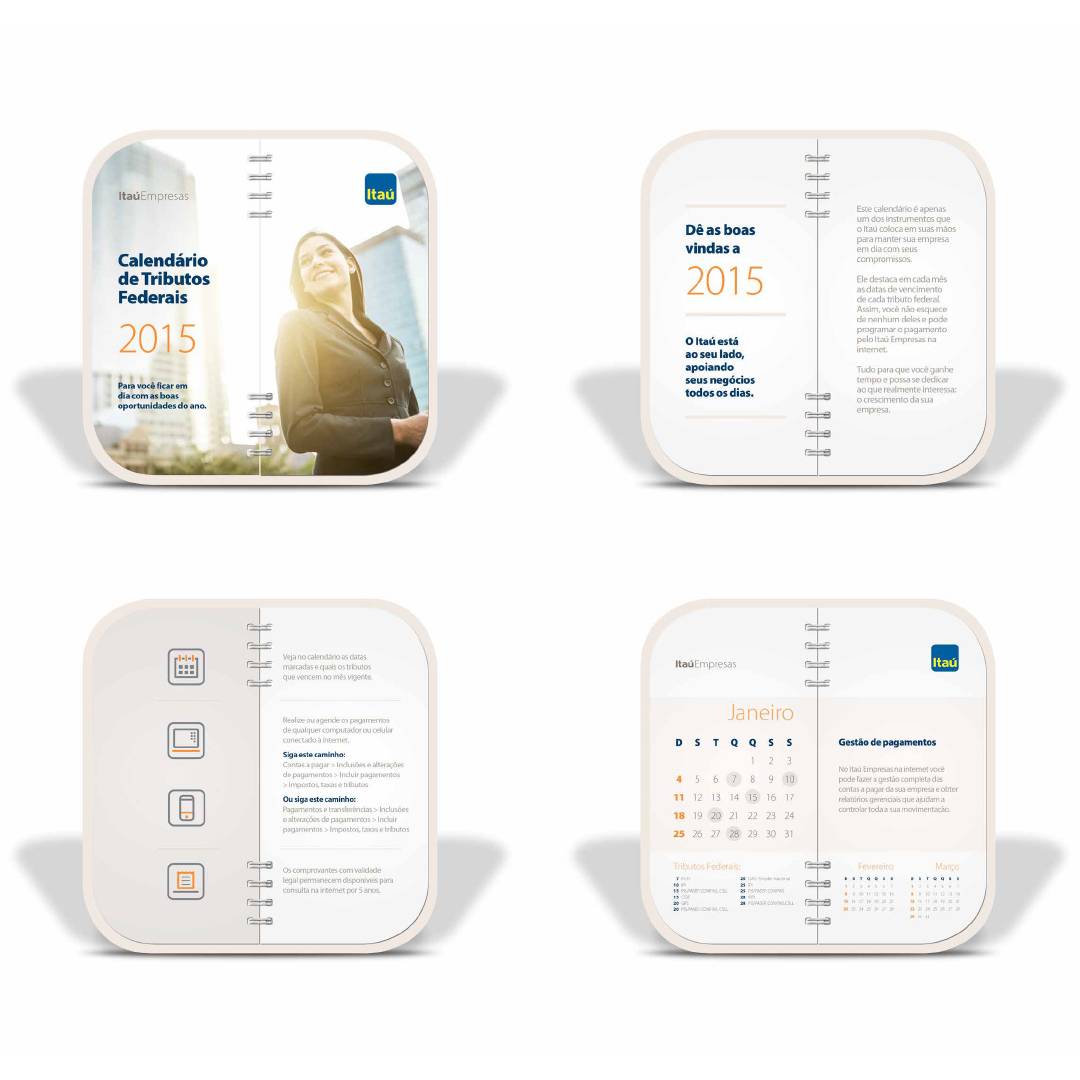 ItaúEmpresas
Itaú
Calendário
de Tributos
Federais
2015
Para você ficar em
dia com as boas
oportunidades do ano.
Dê as boas
vindas a
2015
O Itaú está
ao seu lado,
apoiando
seus negócios
todos os dias.
Este calendário é apenas
um dos instrumentos que
o Itaú coloca em suas mãos
para manter sua empresa
em dia com seus
compromissos.
Ele destaca em cada mês
as datas de vencimento
de cada tributo federal.
Assim, você não esquece
de nenhum deles e pode
programar o pagamento
pelo Itaú Empresas na
internet.
Tudo para que você ganhe
tempo e possa se dedicar
ao que realmente interessa:
o crescimento da sua
empresa.
Veja no calendário as datas
marcadas e quais os tributos
que vencem no mês vigente.
Realize ou agende os pagamentos
de qualquer computador ou celular
conectado à internet.
Siga este caminho:
Contas a pagar > Inclusões e alterações
de pagamentos > Incluir pagamentos
> Impostos, taxas e tributos
Ou siga este caminho:
Pagamentos e transferências > Inclusões
e alterações de pagamentos > Incluir
pagamentos > Impostos, taxas e tributos
Os comprovantes com validade
legal permanecem disponíveis para
consulta na internet por 5 anos.
ItaúEmpresas
Itaú
Janeiro
D S T Q Q S S
1 2 3
4 5 6 7 8 9 10
11 12 13 14 15 16 17
18 19 20 21 22 23 24
25 26 27 28 29 30 31
Gestão de pagamentos
No Itaú Empresas na internet você
pode fazer a gestão completa das
contas a pagar da sua empresa e obter
relatórios gerenciais que ajudam a
controlar toda sua movimentação.
Tributos Federais:
Fevereiro
Março